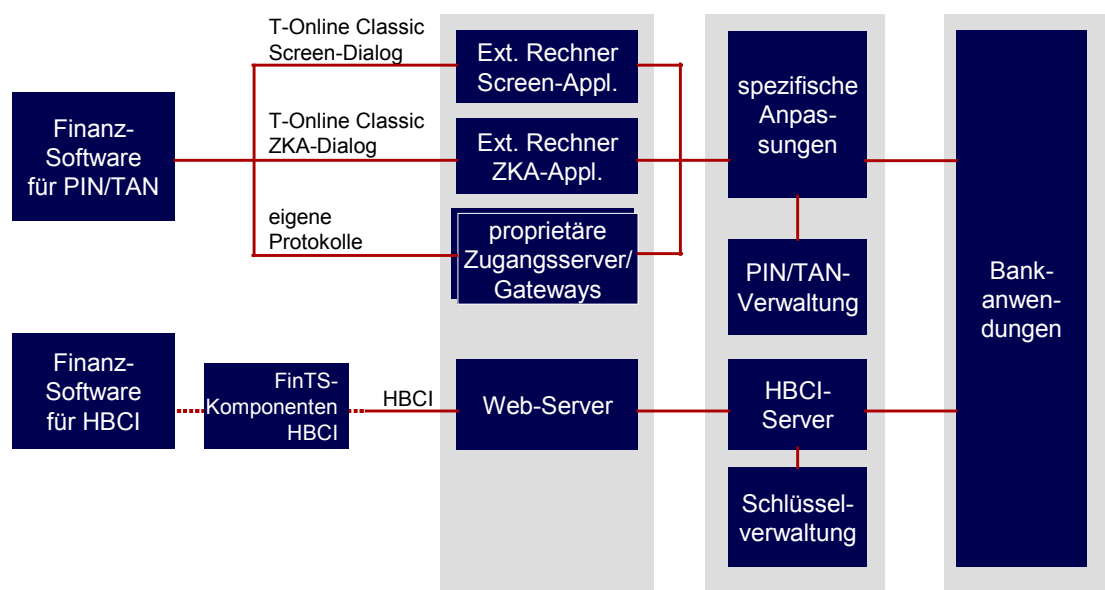 T-Online Classic
Screen-Dialog
Ext. Rechner
Screen-Appl.
spezifische
Anpas-
sungen
Finanz-
Software
für PIN/TAN
T-Online Classic
ZKA-Dialog
Ext. Rechner
ZKA-Appl.
eigene
Protokolle
proprietäre
Zugangsserver/
Gateways
PIN/TAN-
Verwaltung
Bank-
anwen-
dungen
Finanz-
Software
für HBCI
FinTS-
Komponenten
HBCI
HBCI
Web-Server
HBCI-
Server
Schlüssel-
verwaltung